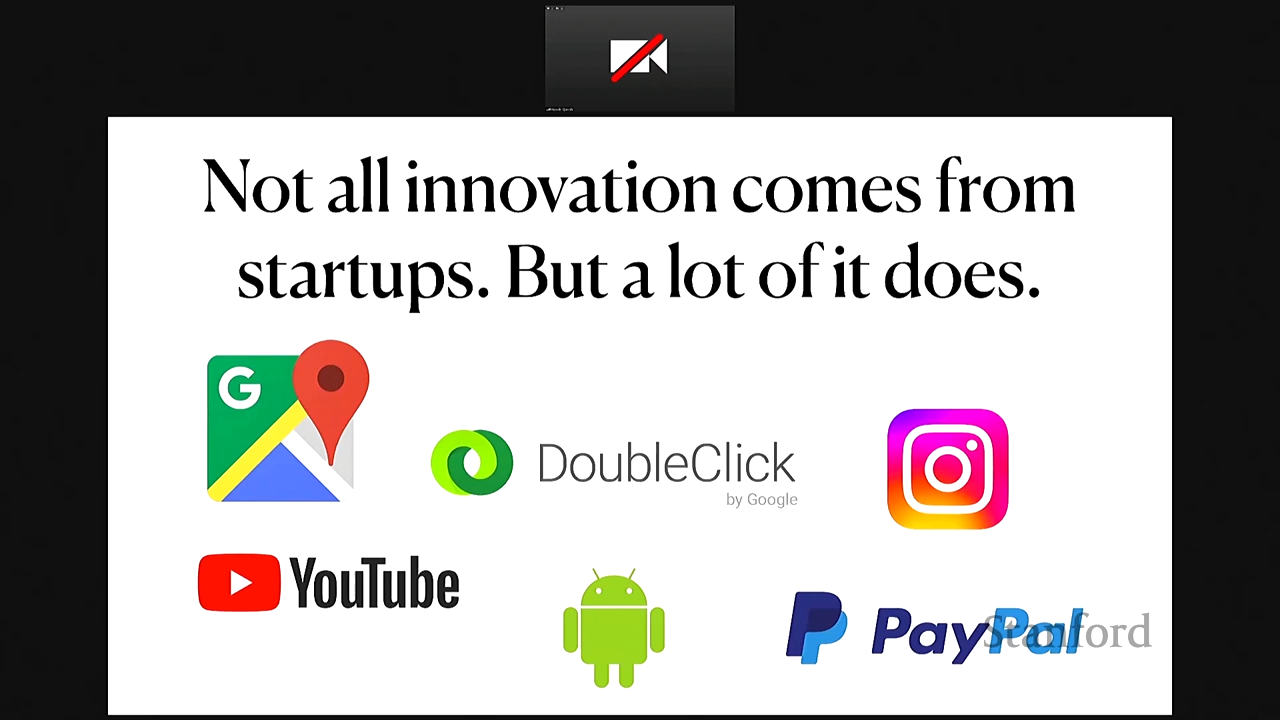 Not all innovation comes from
startups. But a lot of it does.
G
DoubleClick
by Google
YouTube
PayPal
Stanford